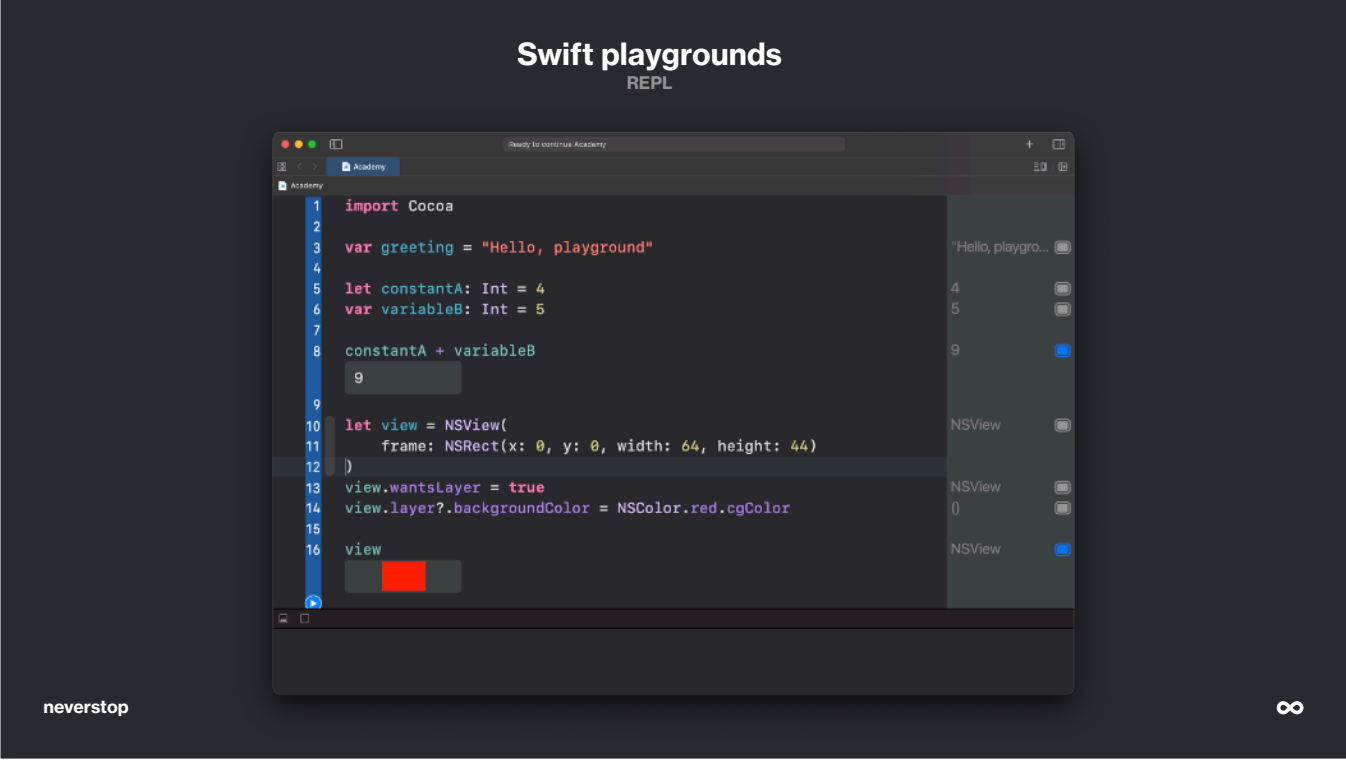 Swift playgrounds
REPL
Ready to continue Academy
Academy
Academy
1 import Cocoa
2
3 var greeting = "Hello, playground" "Hello, playgro...
4
5 let constantA: Int = 4 4
6 var variableB: Int = 5 5
7
8 constantA + variableB 9
9
9
10 let view = NSView( NSView
11 frame: NSRect(x: 0, y: 0, width: 64, height: 44)
12 )
13 view.wantsLayer = true NSView
14 view.layer?.backgroundColor = NSColor.red.cgColor ()
15
16 view NSView
neverstop